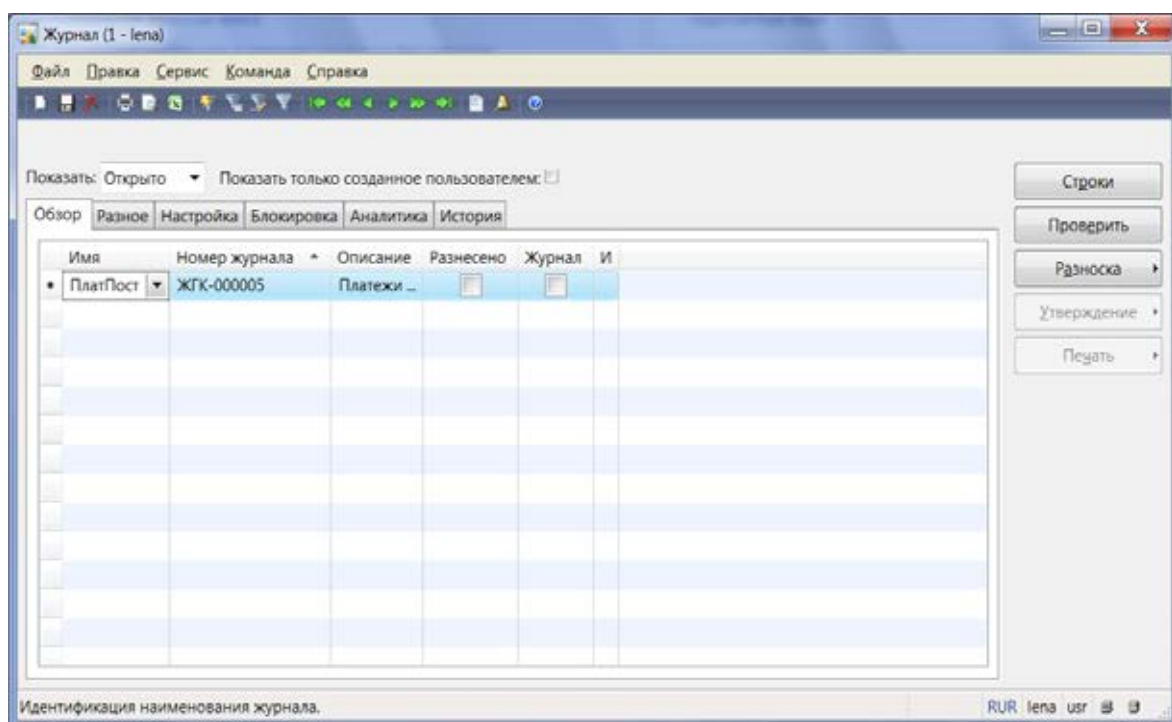 Журнал (1 - lena)
Файл Правка Сервис Команда Справка
Показать: Открыто Показать только созданное пользователем:
Обзор Разное Настройка Блокировка Аналитика История
Имя Номер журнала Описание Разнесено Журнал И
ПлатПост ЖГК-000005 Платежи ...
Строки
Проверить
Разноска
Утверждение
Печать
Идентификация наименования журнала.
RUR lena usr